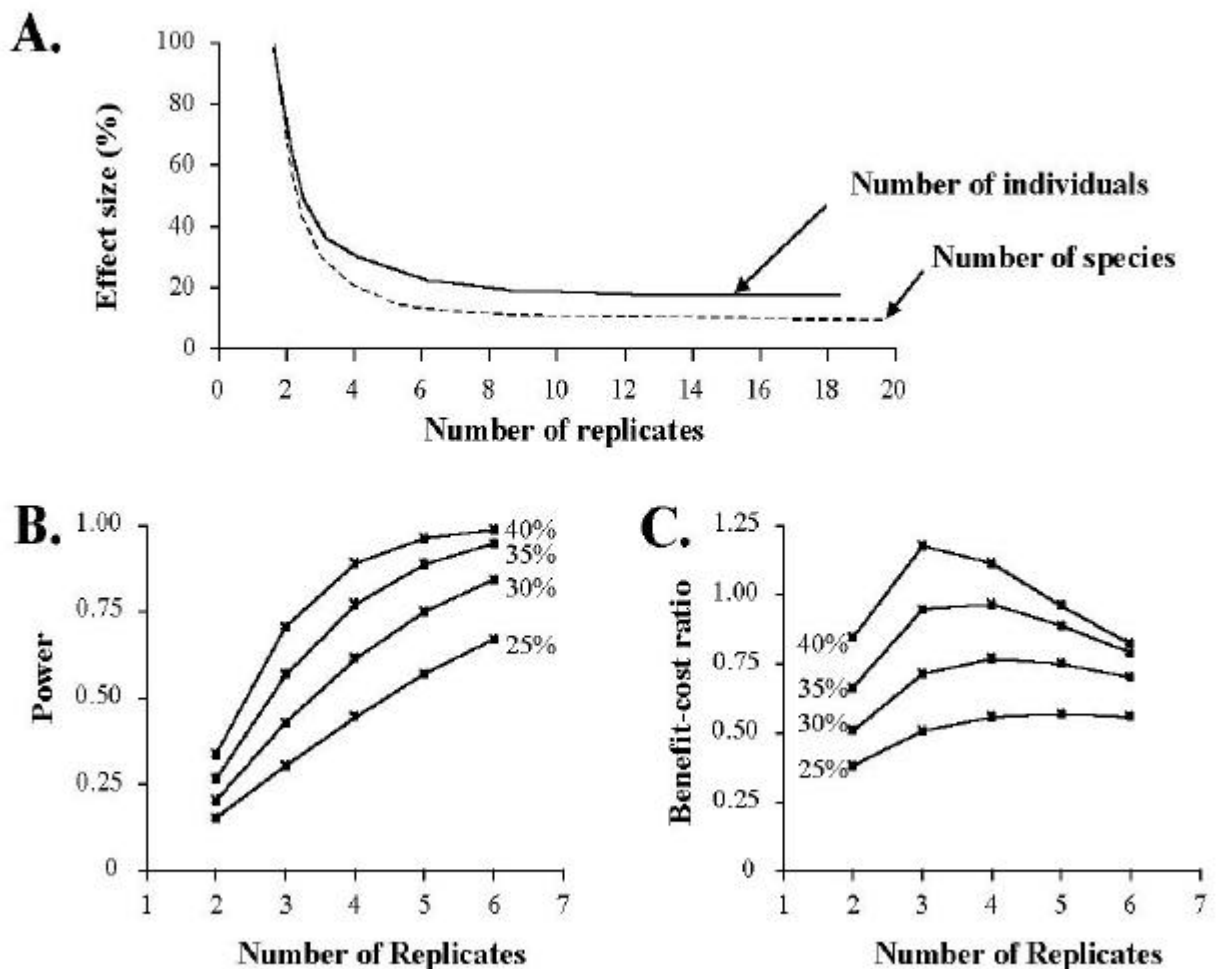 A.
Effect size (%)
100
80
60
40
20
0
0 2 4 6 8 10 12 14 16 18 20
Number of replicates
Number of individuals
Number of species
B.
Power
1.00
0.75
0.50
0.25
0
40%
35%
30%
25%
1 2 3 4 5 6 7
Number of Replicates
C.
Benefit-cost ratio
1.25
1.00
0.75
0.50
0.25
0
40%
35%
30%
25%
1 2 3 4 5 6 7
Number of Replicates